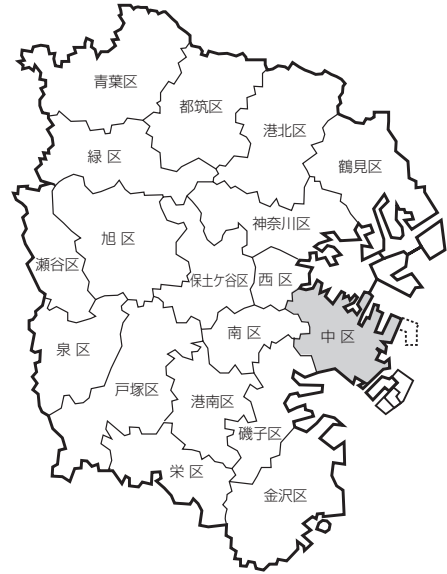 青葉区
都筑区
港北区
緑 区
鶴見区
神奈川区
旭 区
瀬谷区
保土ケ谷区
西 区
南 区
中 区
泉 区
戸塚区
港南区
磯子区
栄 区
金沢区